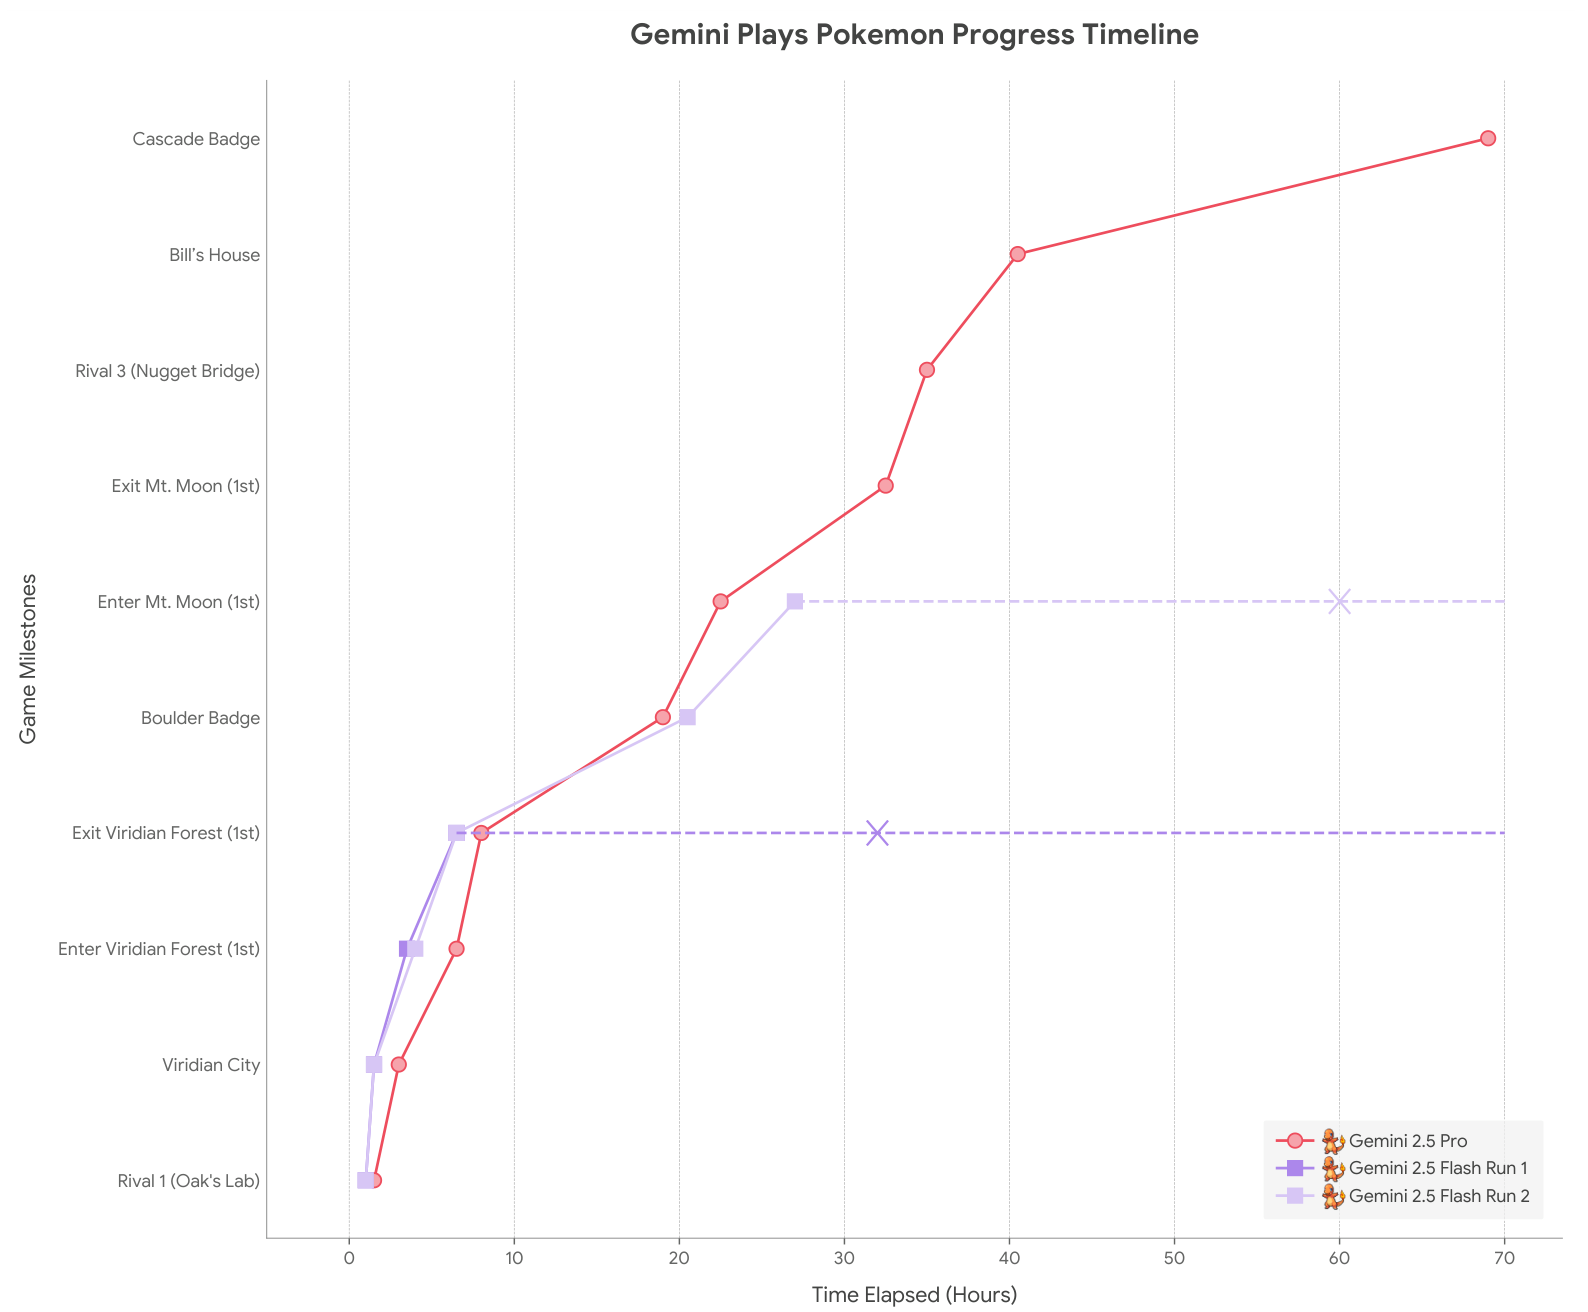 Gemini Plays Pokemon Progress Timeline
Cascade Badge
Bill's House
Rival 3 (Nugget Bridge)
Exit Mt. Moon (1st)
Enter Mt. Moon (1st)
Boulder Badge
Exit Viridian Forest (1st)
Enter Viridian Forest (1st)
Viridian City
Rival 1 (Oak's Lab)
Game Milestones
0 10 20 30 40 50 60 70
Time Elapsed (Hours)
Gemini 2.5 Pro
Gemini 2.5 Flash Run 1
Gemini 2.5 Flash Run 2